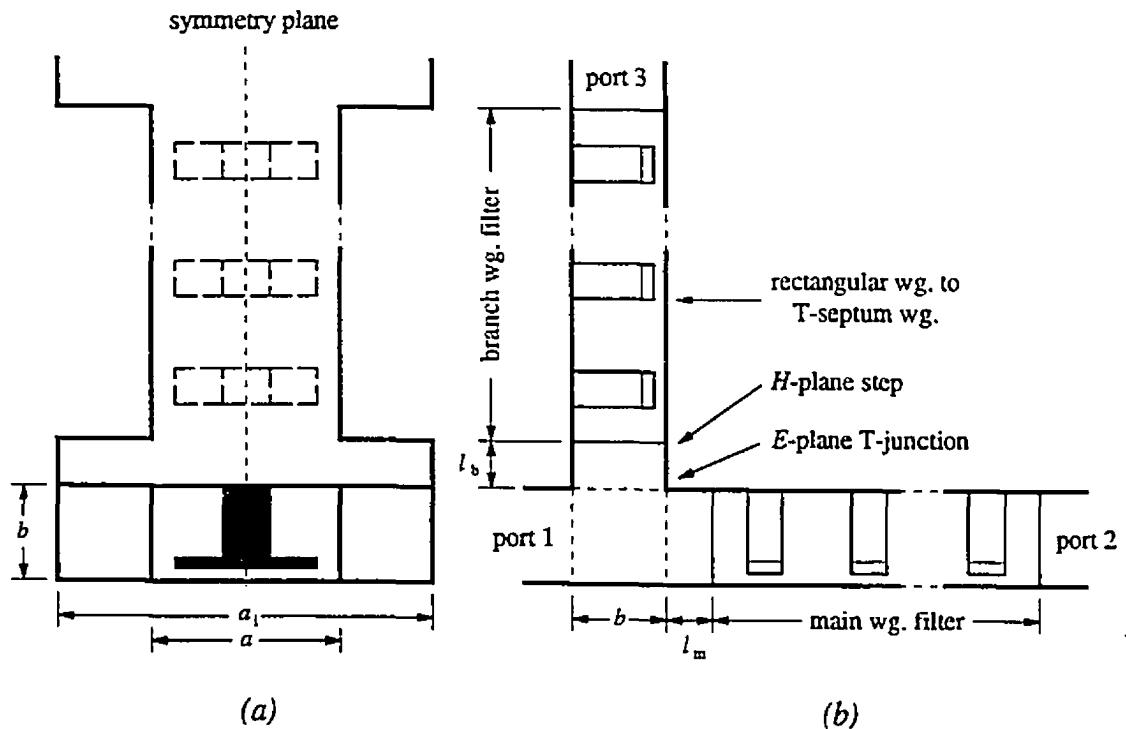 symmetry plane
port 3
branch wg. filter
rectangular wg. to
T-septum wg.
H-plane step
E-plane T-junction
l_b
b
port 1
port 2
a_1
a
b
l_m
main wg. filter
(a)
(b)